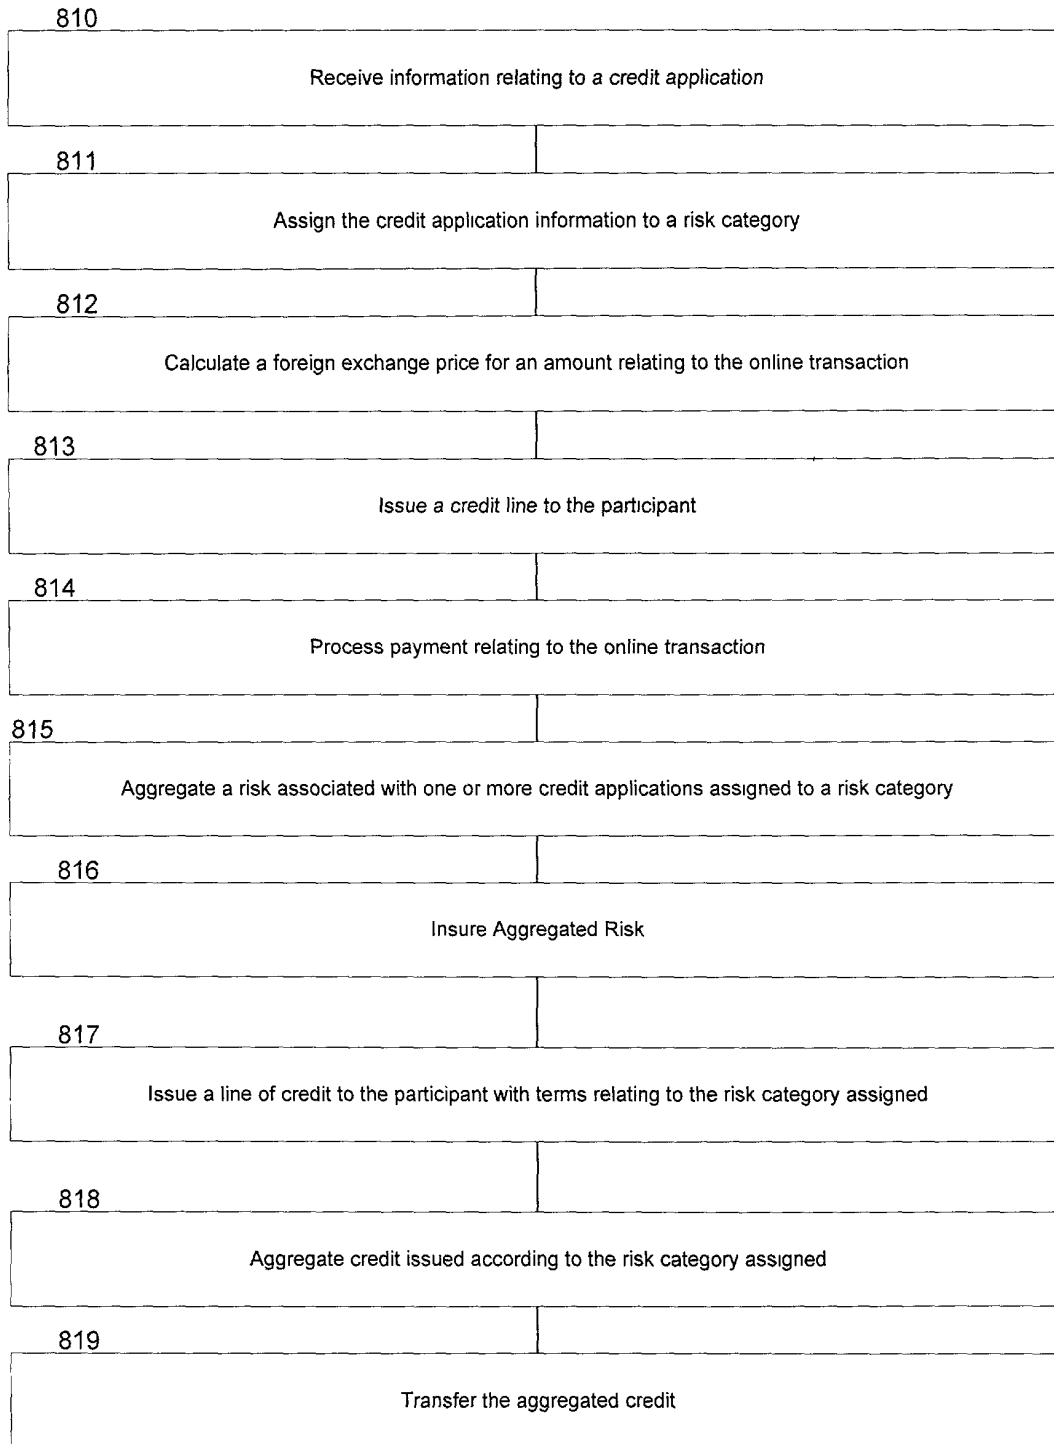 810
Receive information relating to a credit application
811
Assign the credit application information to a risk category
812
Calculate a foreign exchange price for an amount relating to the online transaction
813
Issue a credit line to the participant
814
Process payment relating to the online transaction
815
Aggregate a risk associated with one or more credit applications assigned to a risk category
816
Insure Aggregated Risk
817
Issue a line of credit to the participant with terms relating to the risk category assigned
818
Aggregate credit issued according to the risk category assigned
819
Transfer the aggregated credit